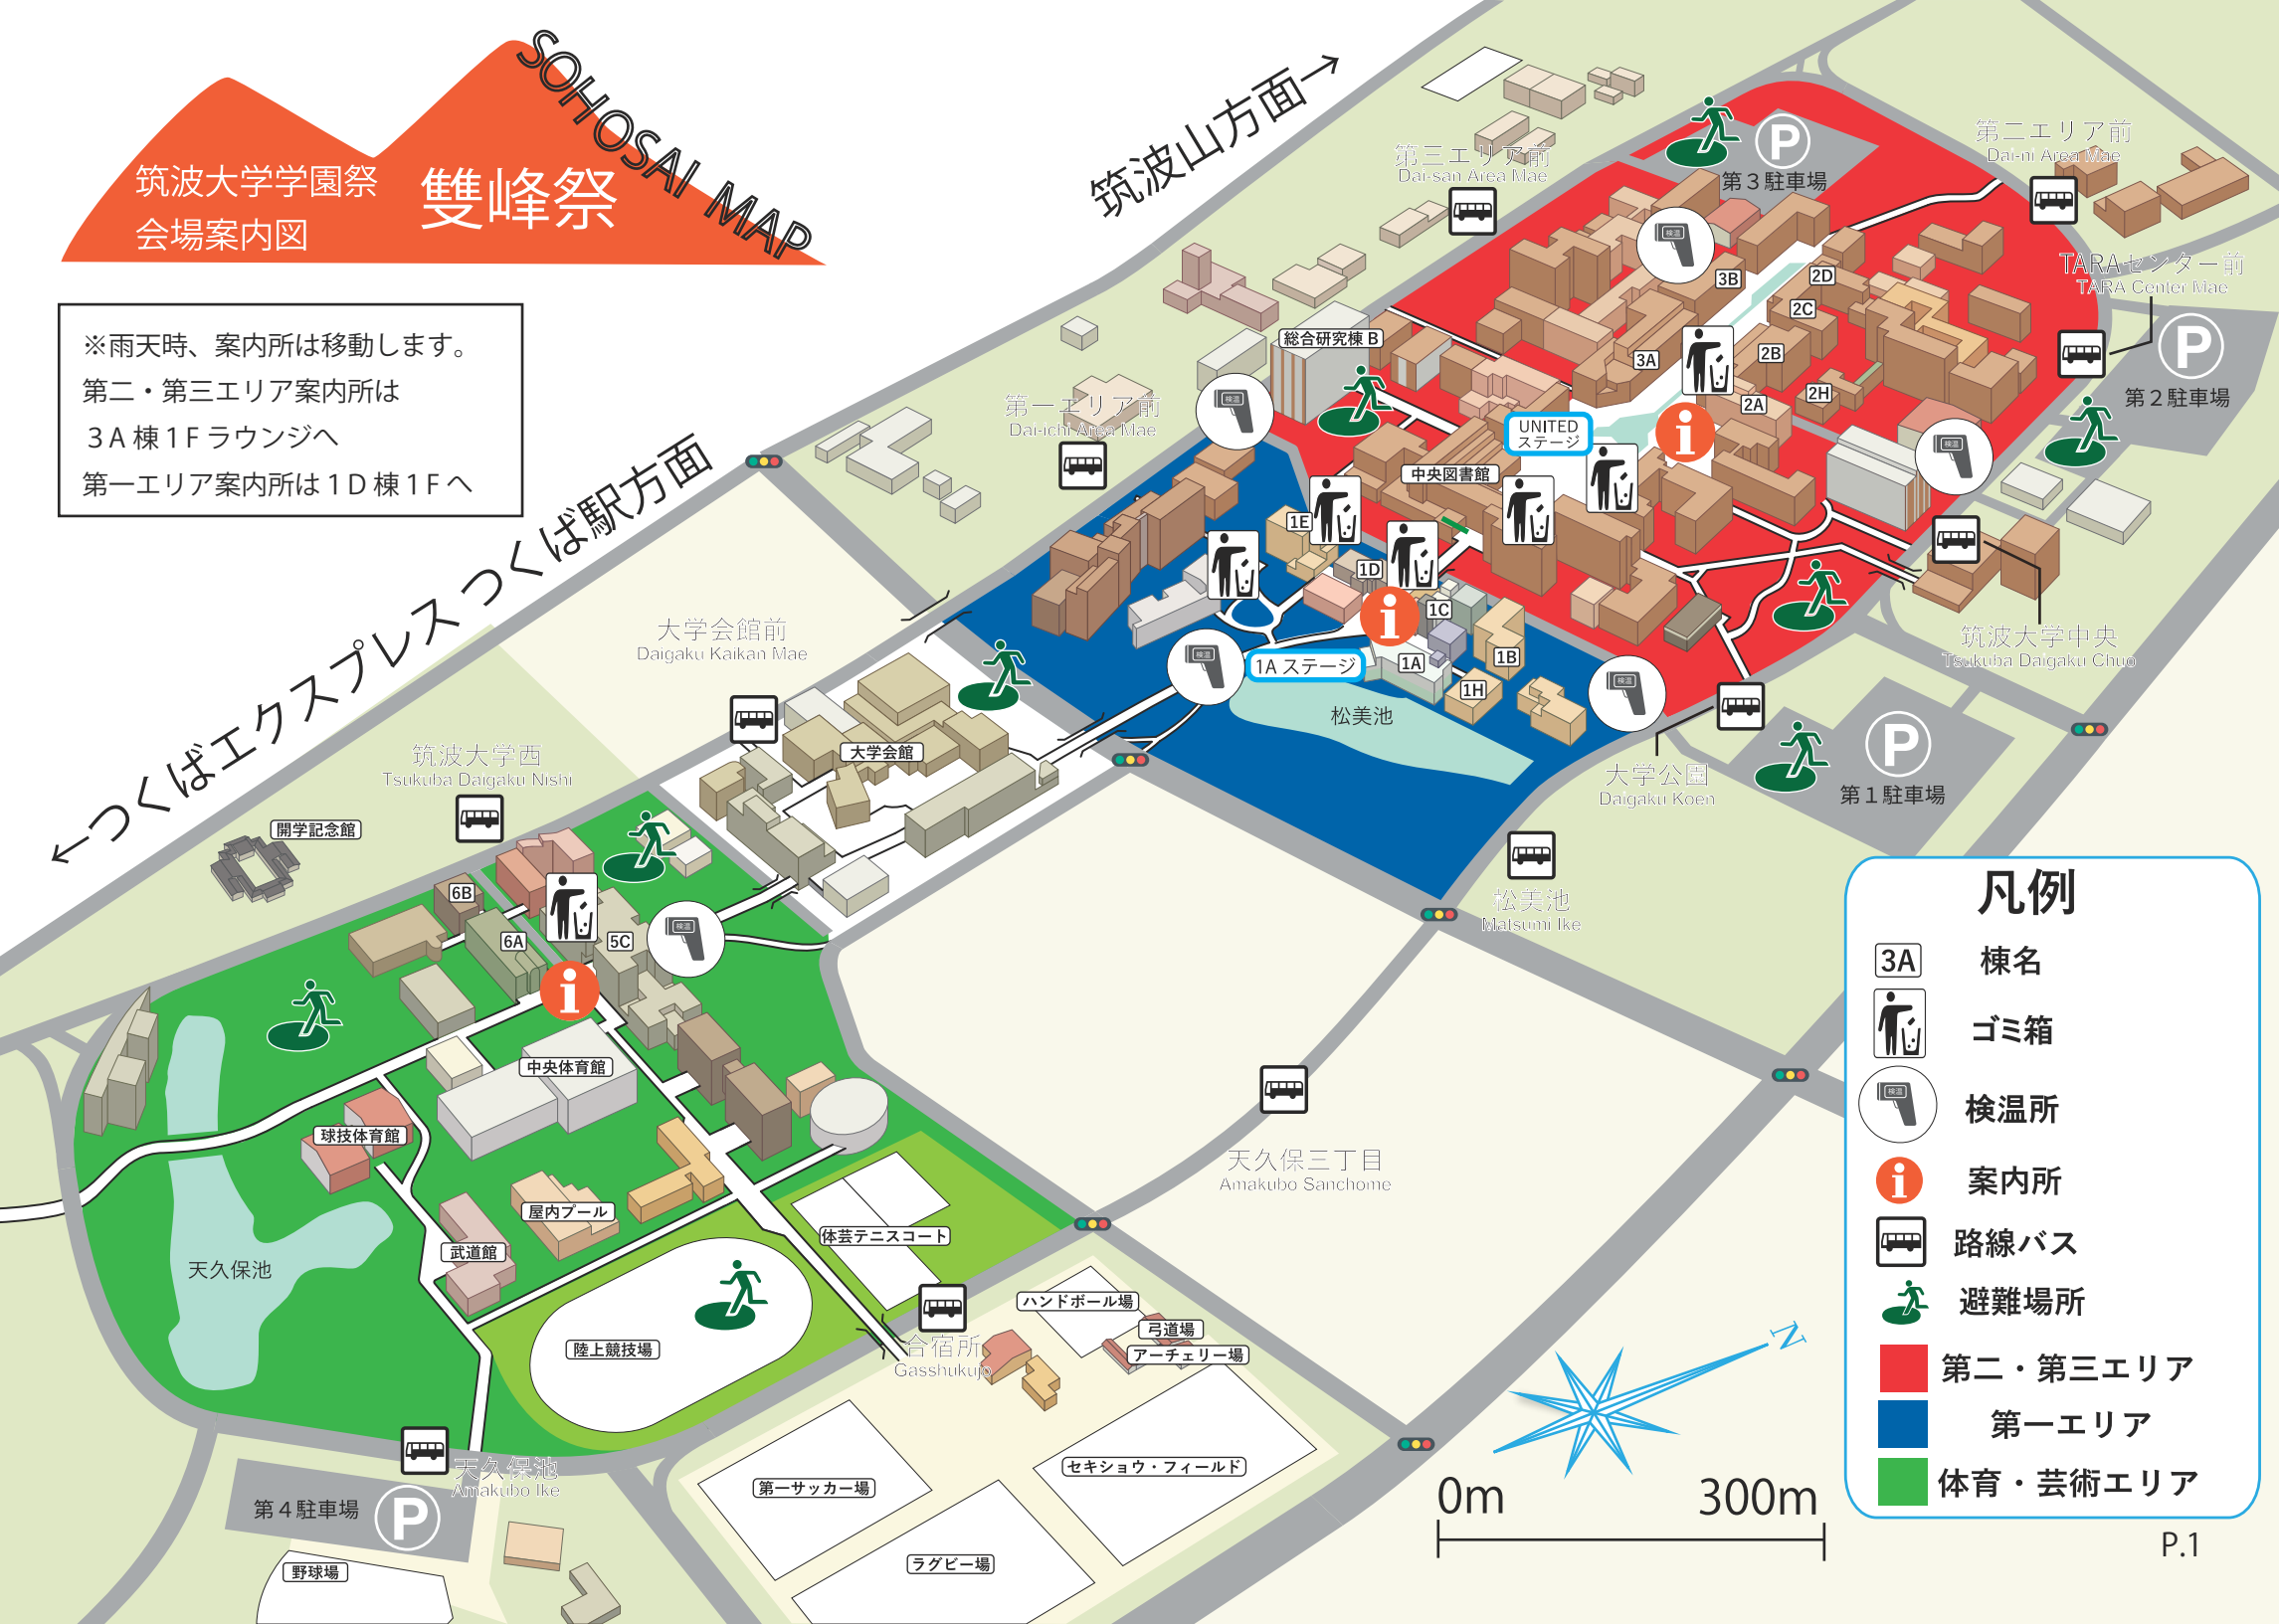 筑波大学学園祭
会場案内図
雙峰祭
SOHOSAI MAP
※雨天時、案内所は移動します。
第二・第三エリア案内所は
３A 棟１F ラウンジへ
第一エリア案内所は１D 棟１F へ
筑波山方面→
←つくばエクスプレス つくば駅方面
第三エリア前
Dai-san Area Mae
第３駐車場
P
第二エリア前
Dai-ni Area Mae
TARAセンター前
TARA Center Mae
P
第２駐車場
検温
3B
2D
2C
総合研究棟 B
3A
2B
2H
2A
検温
第一エリア前
Dai-ichi Area Mae
UNITED
ステージ
検温
中央図書館
1E
1D
1C
1A
1B
1H
1A ステージ
検温
松美池
検温
筑波大学中央
Tsukuba Daigaku Chuo
大学公園
Daigaku Koen
P
第１駐車場
松美池
Matsumi Ike
大学会館前
Daigaku Kaikan Mae
大学会館
筑波大学西
Tsukuba Daigaku Nishi
開学記念館
6B
6A
5C
検温
中央体育館
球技体育館
屋内プール
武道館
天久保池
体芸テニスコート
陸上競技場
天久保三丁目
Amakubo Sanchome
合宿所
Gasshukujo
ハンドボール場
弓道場
アーチェリー場
セキショウ・フィールド
第一サッカー場
ラグビー場
天久保池
Amakubo Ike
第４駐車場
P
野球場
N
0m
300m
凡例
3A
棟名
ゴミ箱
検温
検温所
案内所
路線バス
避難場所
第二・第三エリア
第一エリア
体育・芸術エリア
P.1